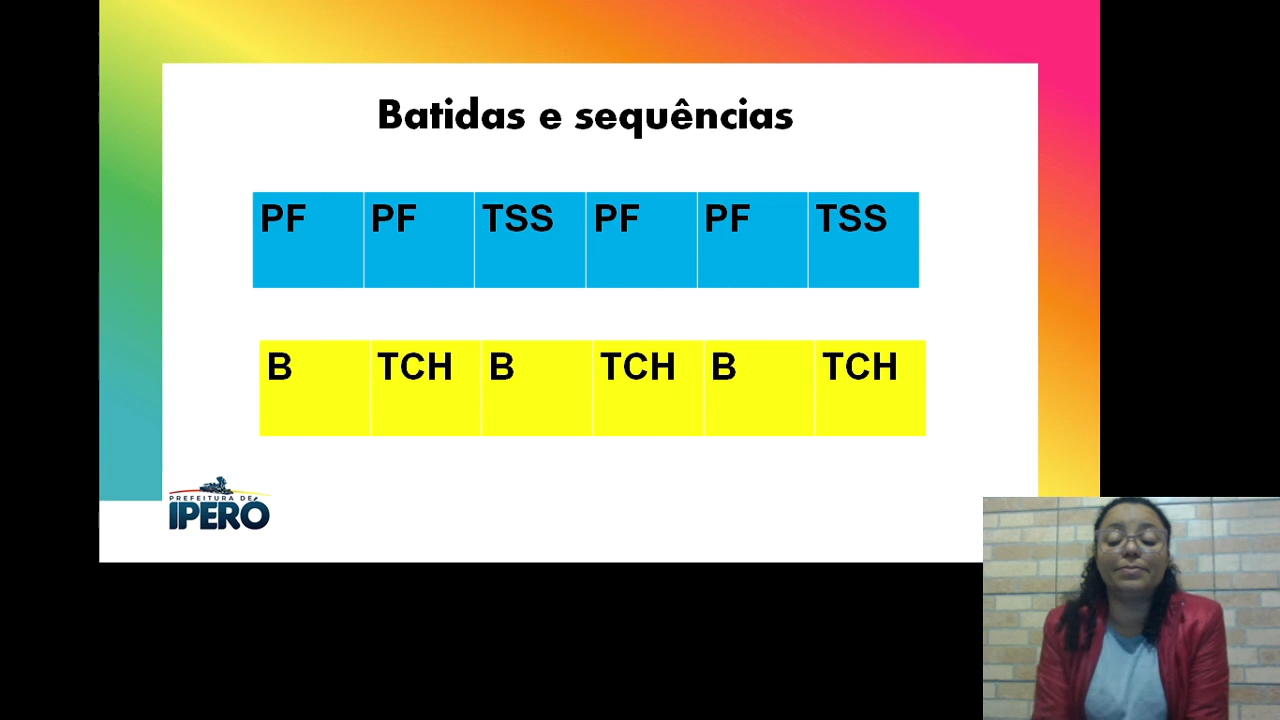 Batidas e sequências
PF PF TSS PF PF TSS
B TCH B TCH B TCH
PREFEITURA DE
IPERÓ